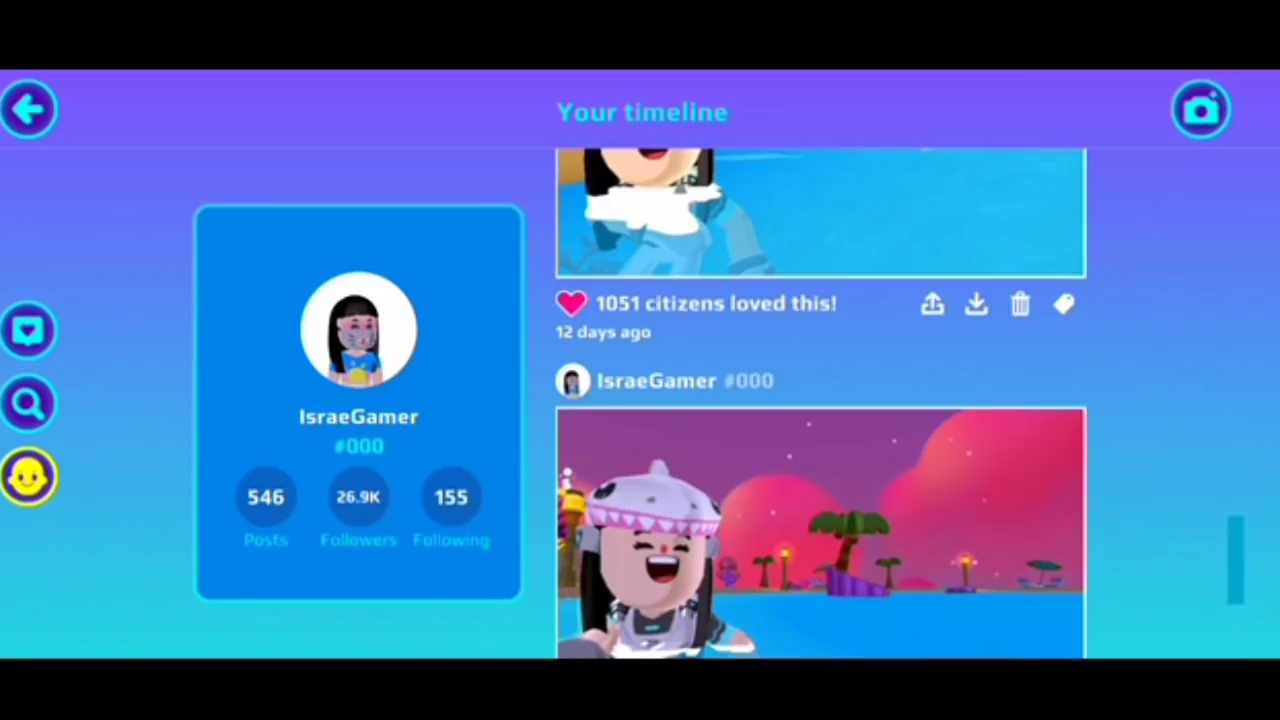 Your timeline
1051 citizens loved this!
12 days ago
IsraeGamer #000
IsraeGamer
#000
546
26.9K
155
Posts
Followers
Following